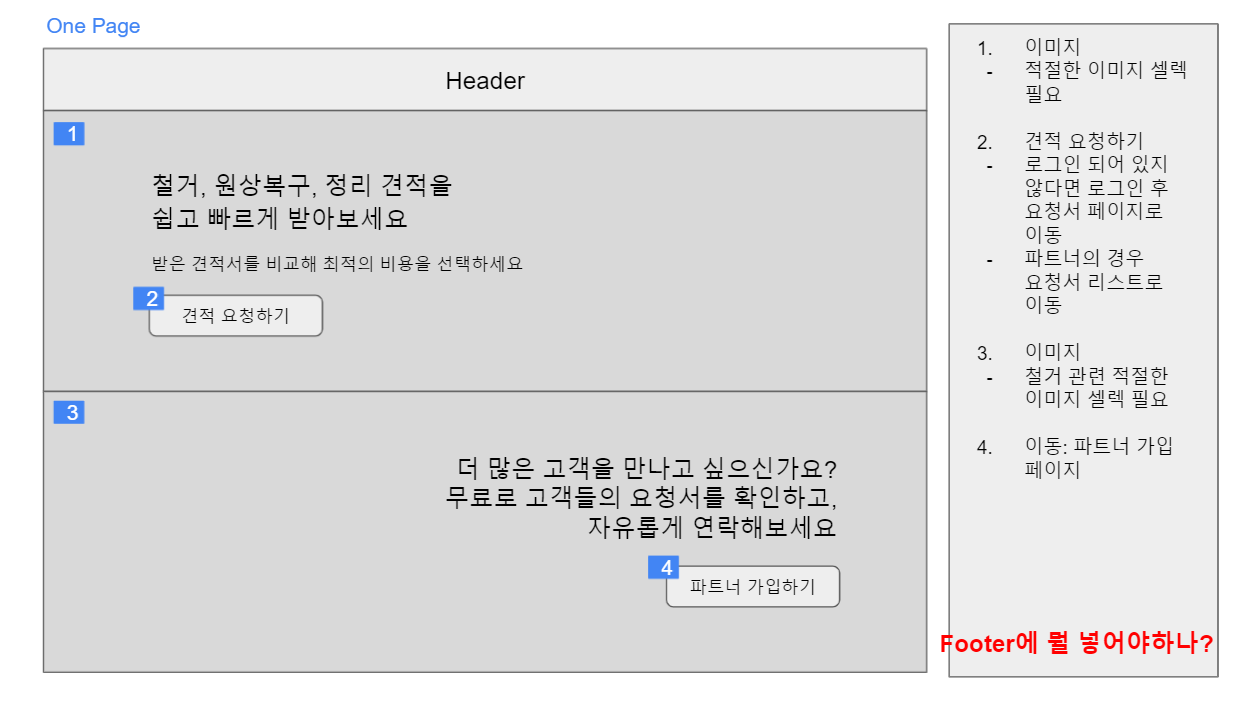 One Page
Header
1
철거, 원상복구, 정리 견적을
쉽고 빠르게 받아보세요
받은 견적서를 비교해 최적의 비용을 선택하세요
2
견적 요청하기
3
더 많은 고객을 만나고 싶으신가요?
무료로 고객들의 요청서를 확인하고,
자유롭게 연락해보세요
4
파트너 가입하기
1. 이미지
- 적절한 이미지 셀렉
필요
2. 견적 요청하기
- 로그인 되어 있지
않다면 로그인 후
요청서 페이지로
이동
- 파트너의 경우
요청서 리스트로
이동
3. 이미지
- 철거 관련 적절한
이미지 셀렉 필요
4. 이동: 파트너 가입
페이지
Footer에 뭘 넣어야하나?